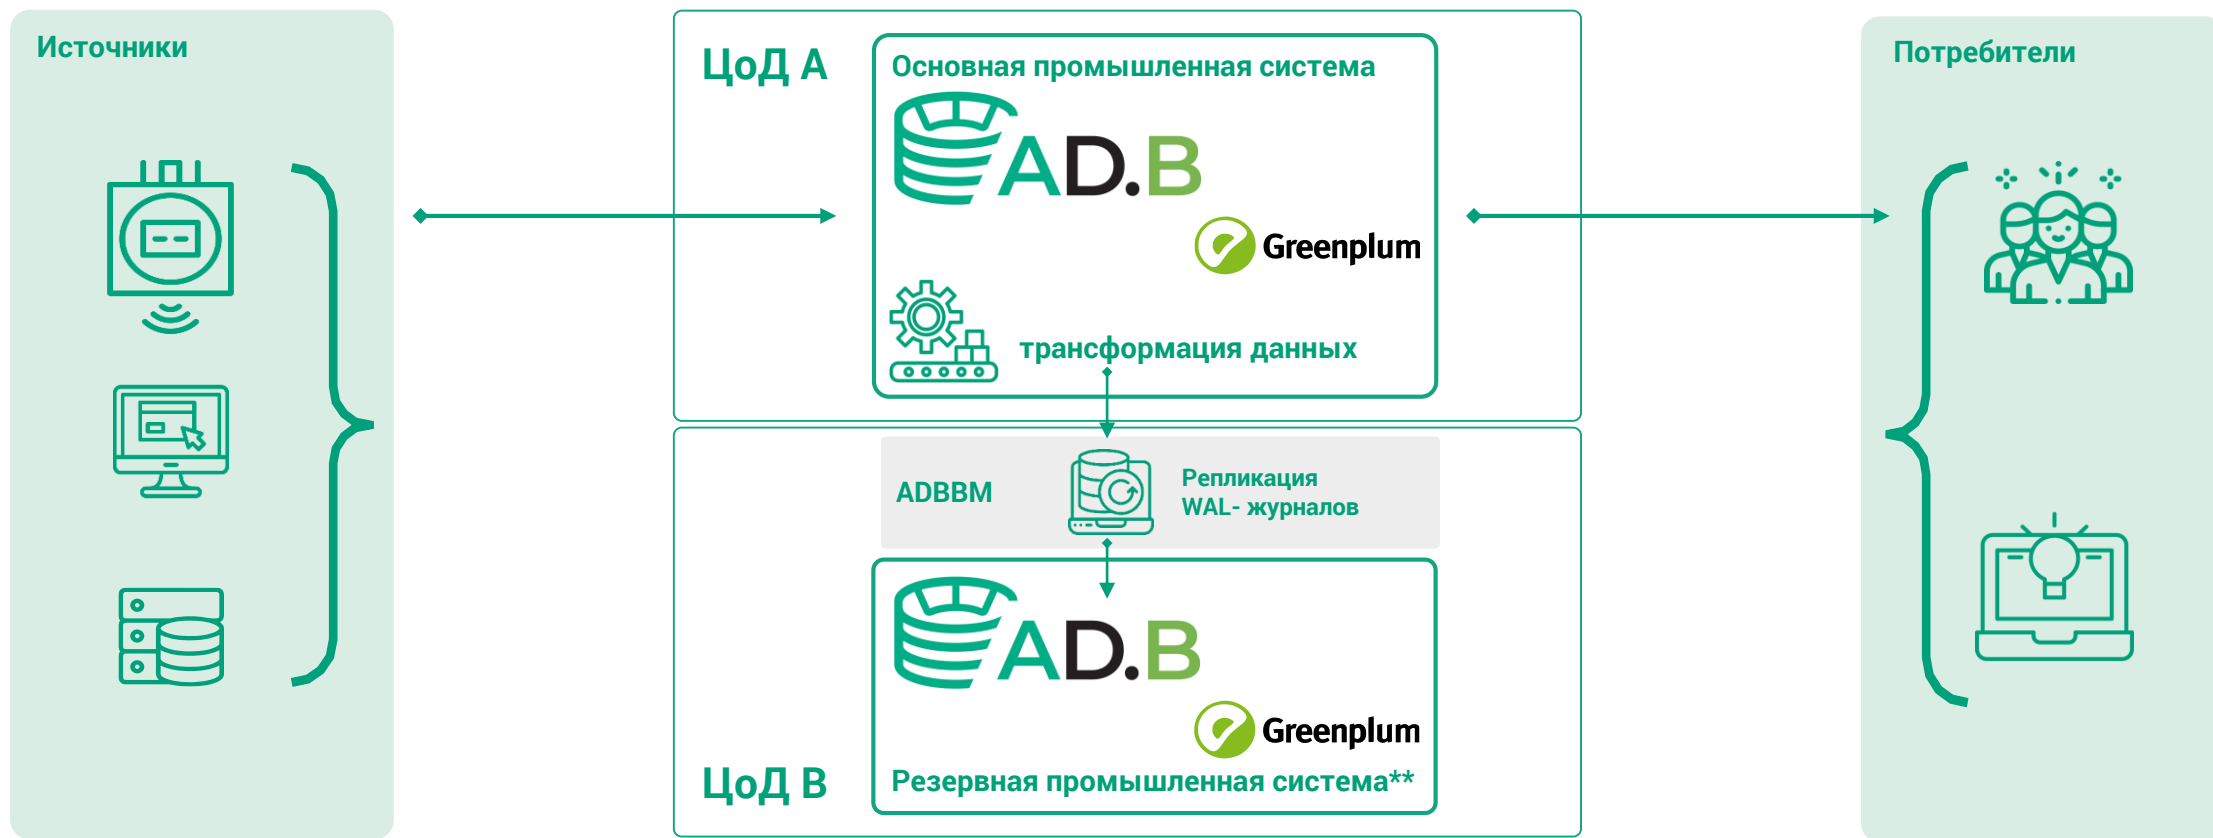 Источники
ЦоД А
Основная промышленная система
AD.B
Greenplum
трансформация данных
ADBBM
Репликация
WAL- журналов
AD.B
Greenplum
ЦоД B
Резервная промышленная система**
Потребители